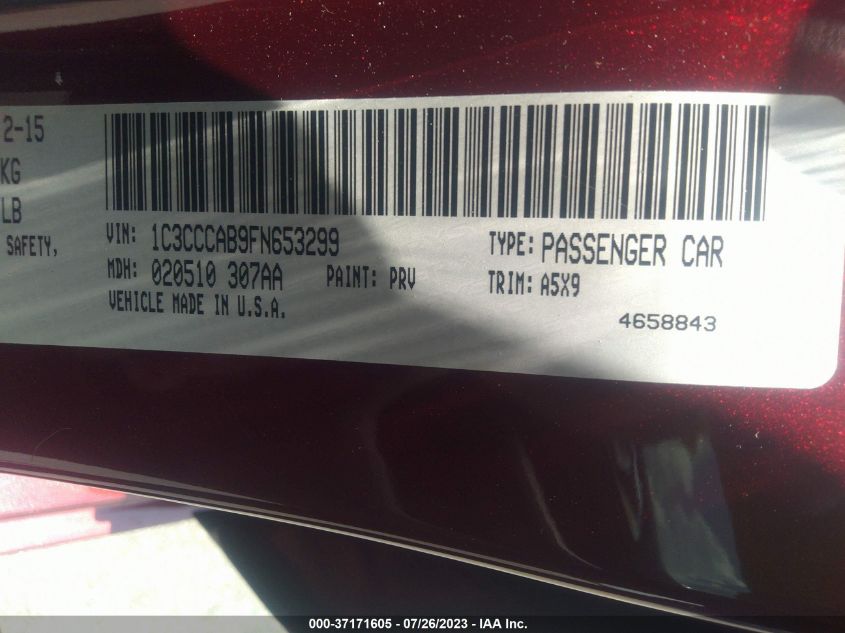 2-15
KG
LB
SAFETY,
VIN: 1C3CCCAB9FN653299 TYPE: PASSENGER CAR
MDH: 020510 307AA PAINT: PRV TRIM: A5X9
VEHICLE MADE IN U.S.A.
4658843
000-37171605 - 07/26/2023 - IAA Inc.